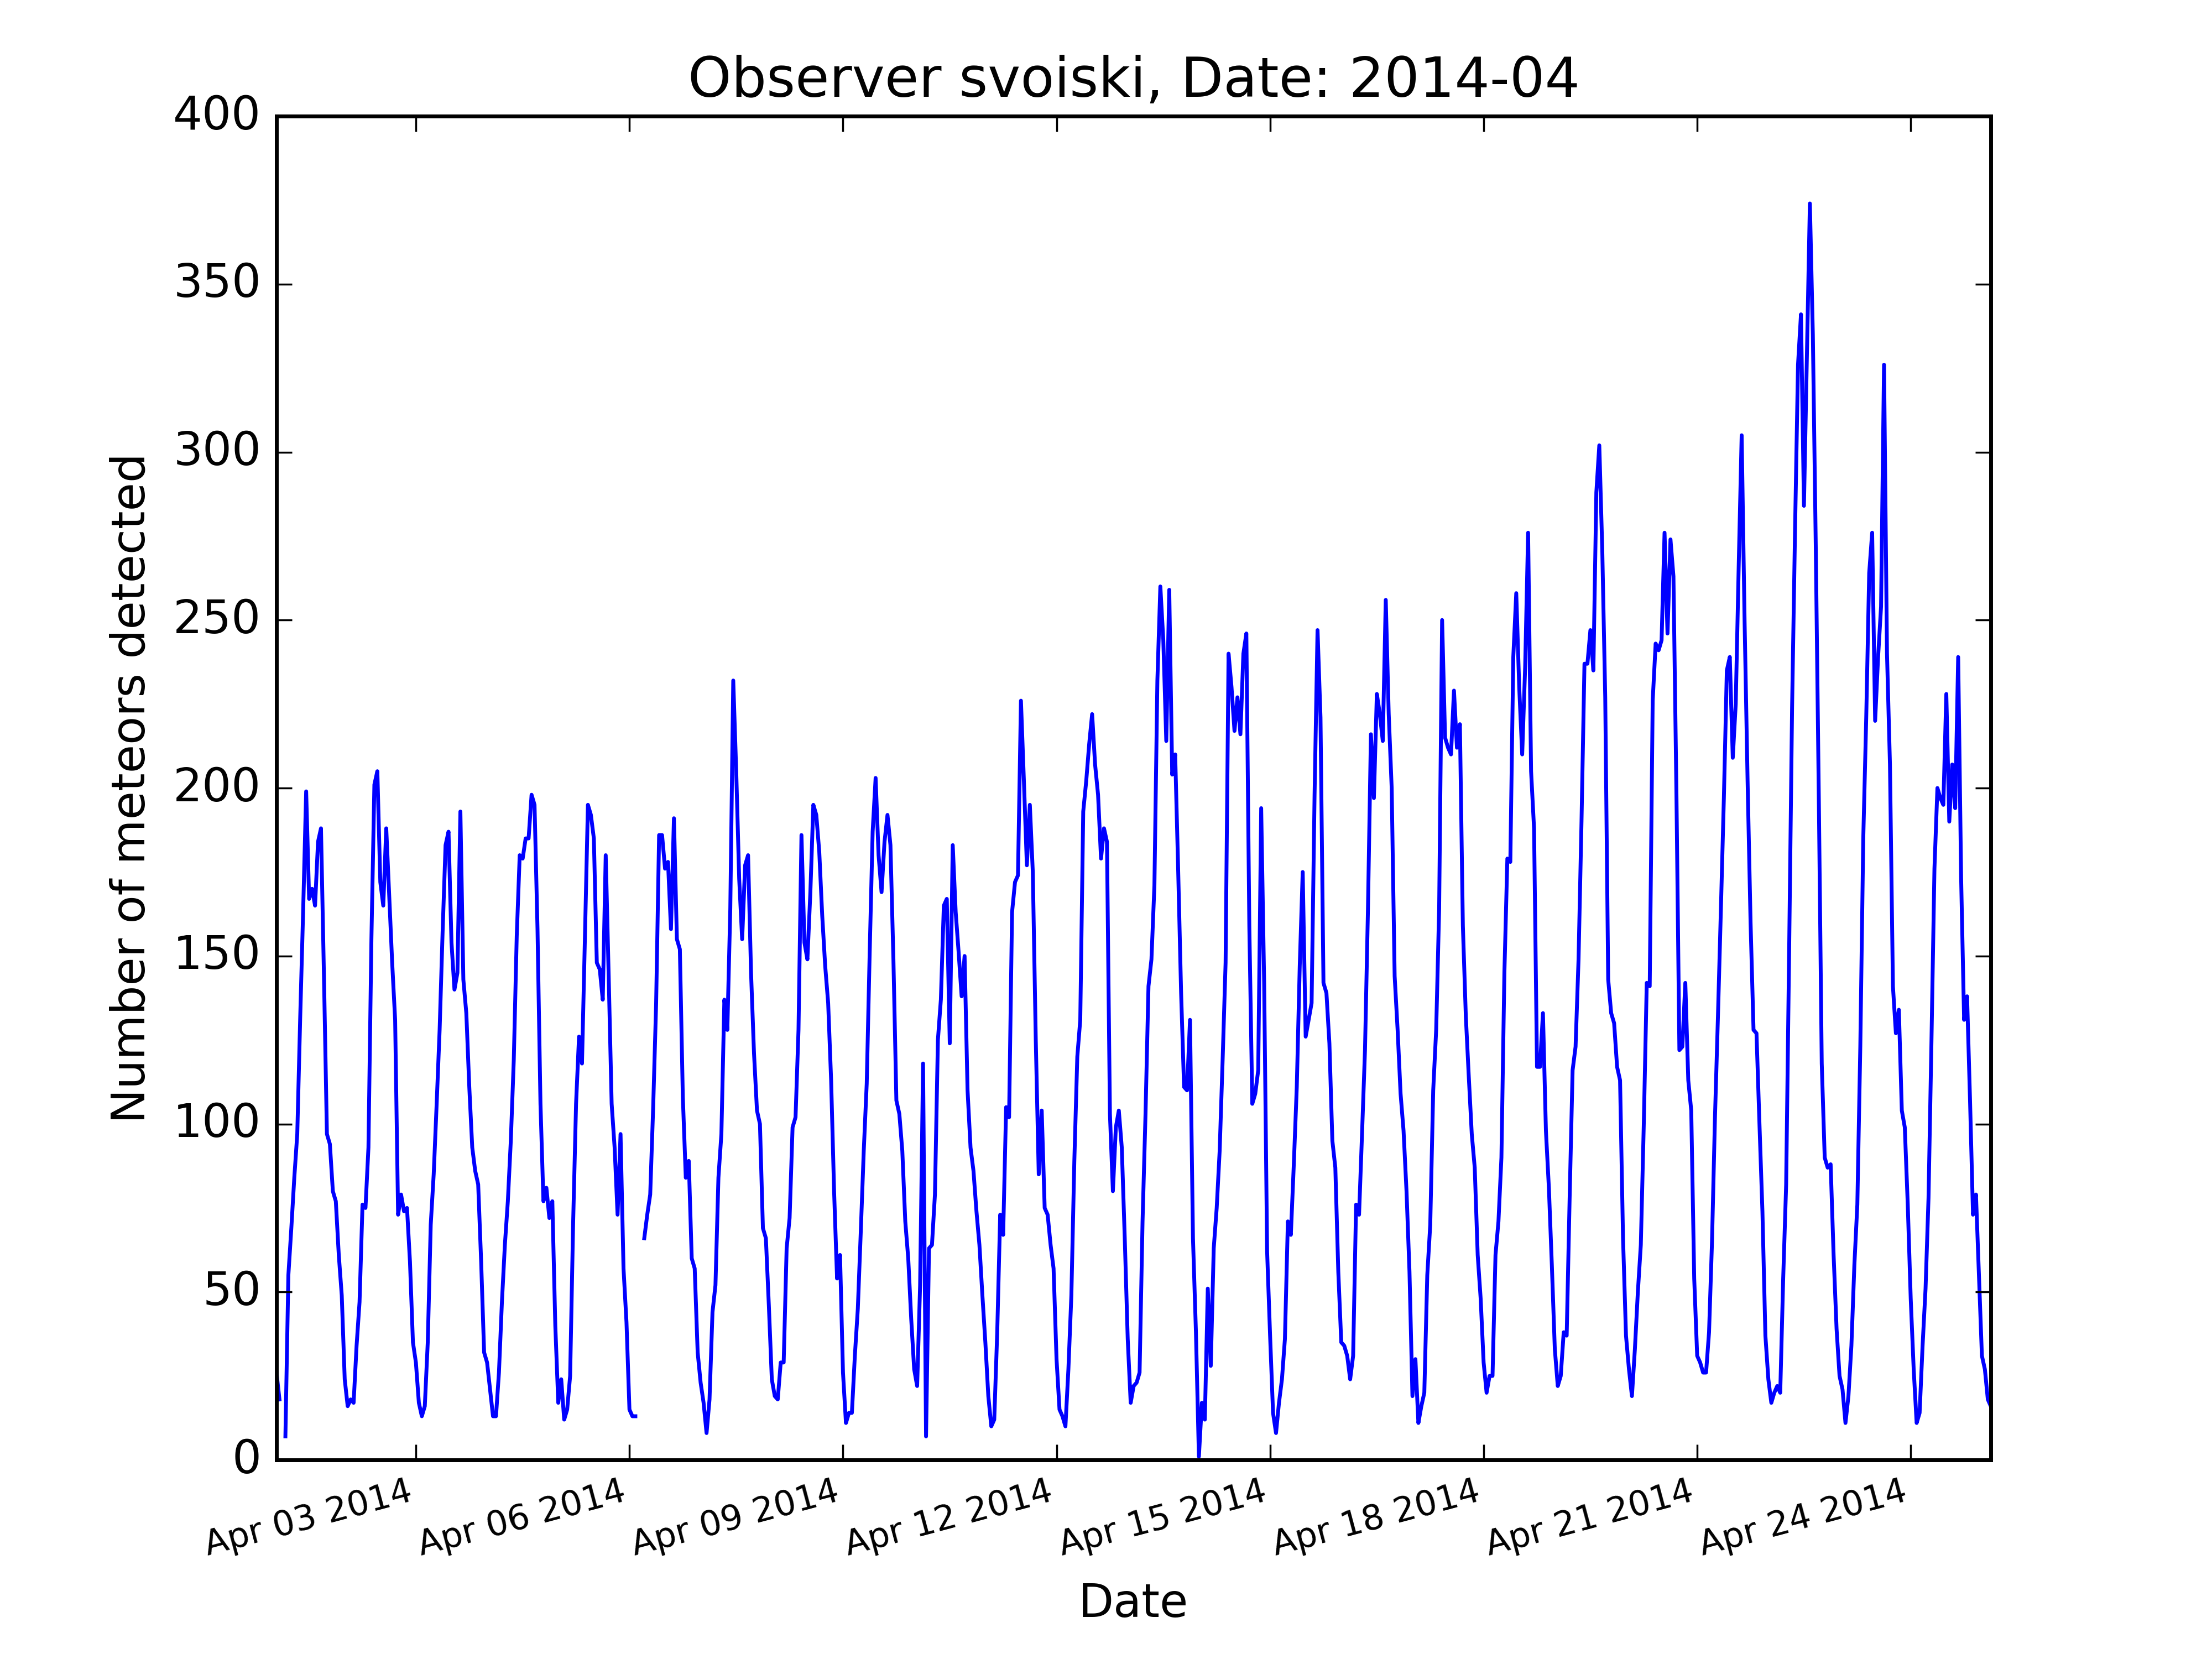 Observer svoiski, Date: 2014-04
400
350
300
250
200
150
100
50
0
Number of meteors detected
Apr 03 2014
Apr 06 2014
Apr 09 2014
Apr 12 2014
Apr 15 2014
Apr 18 2014
Apr 21 2014
Apr 24 2014
Date